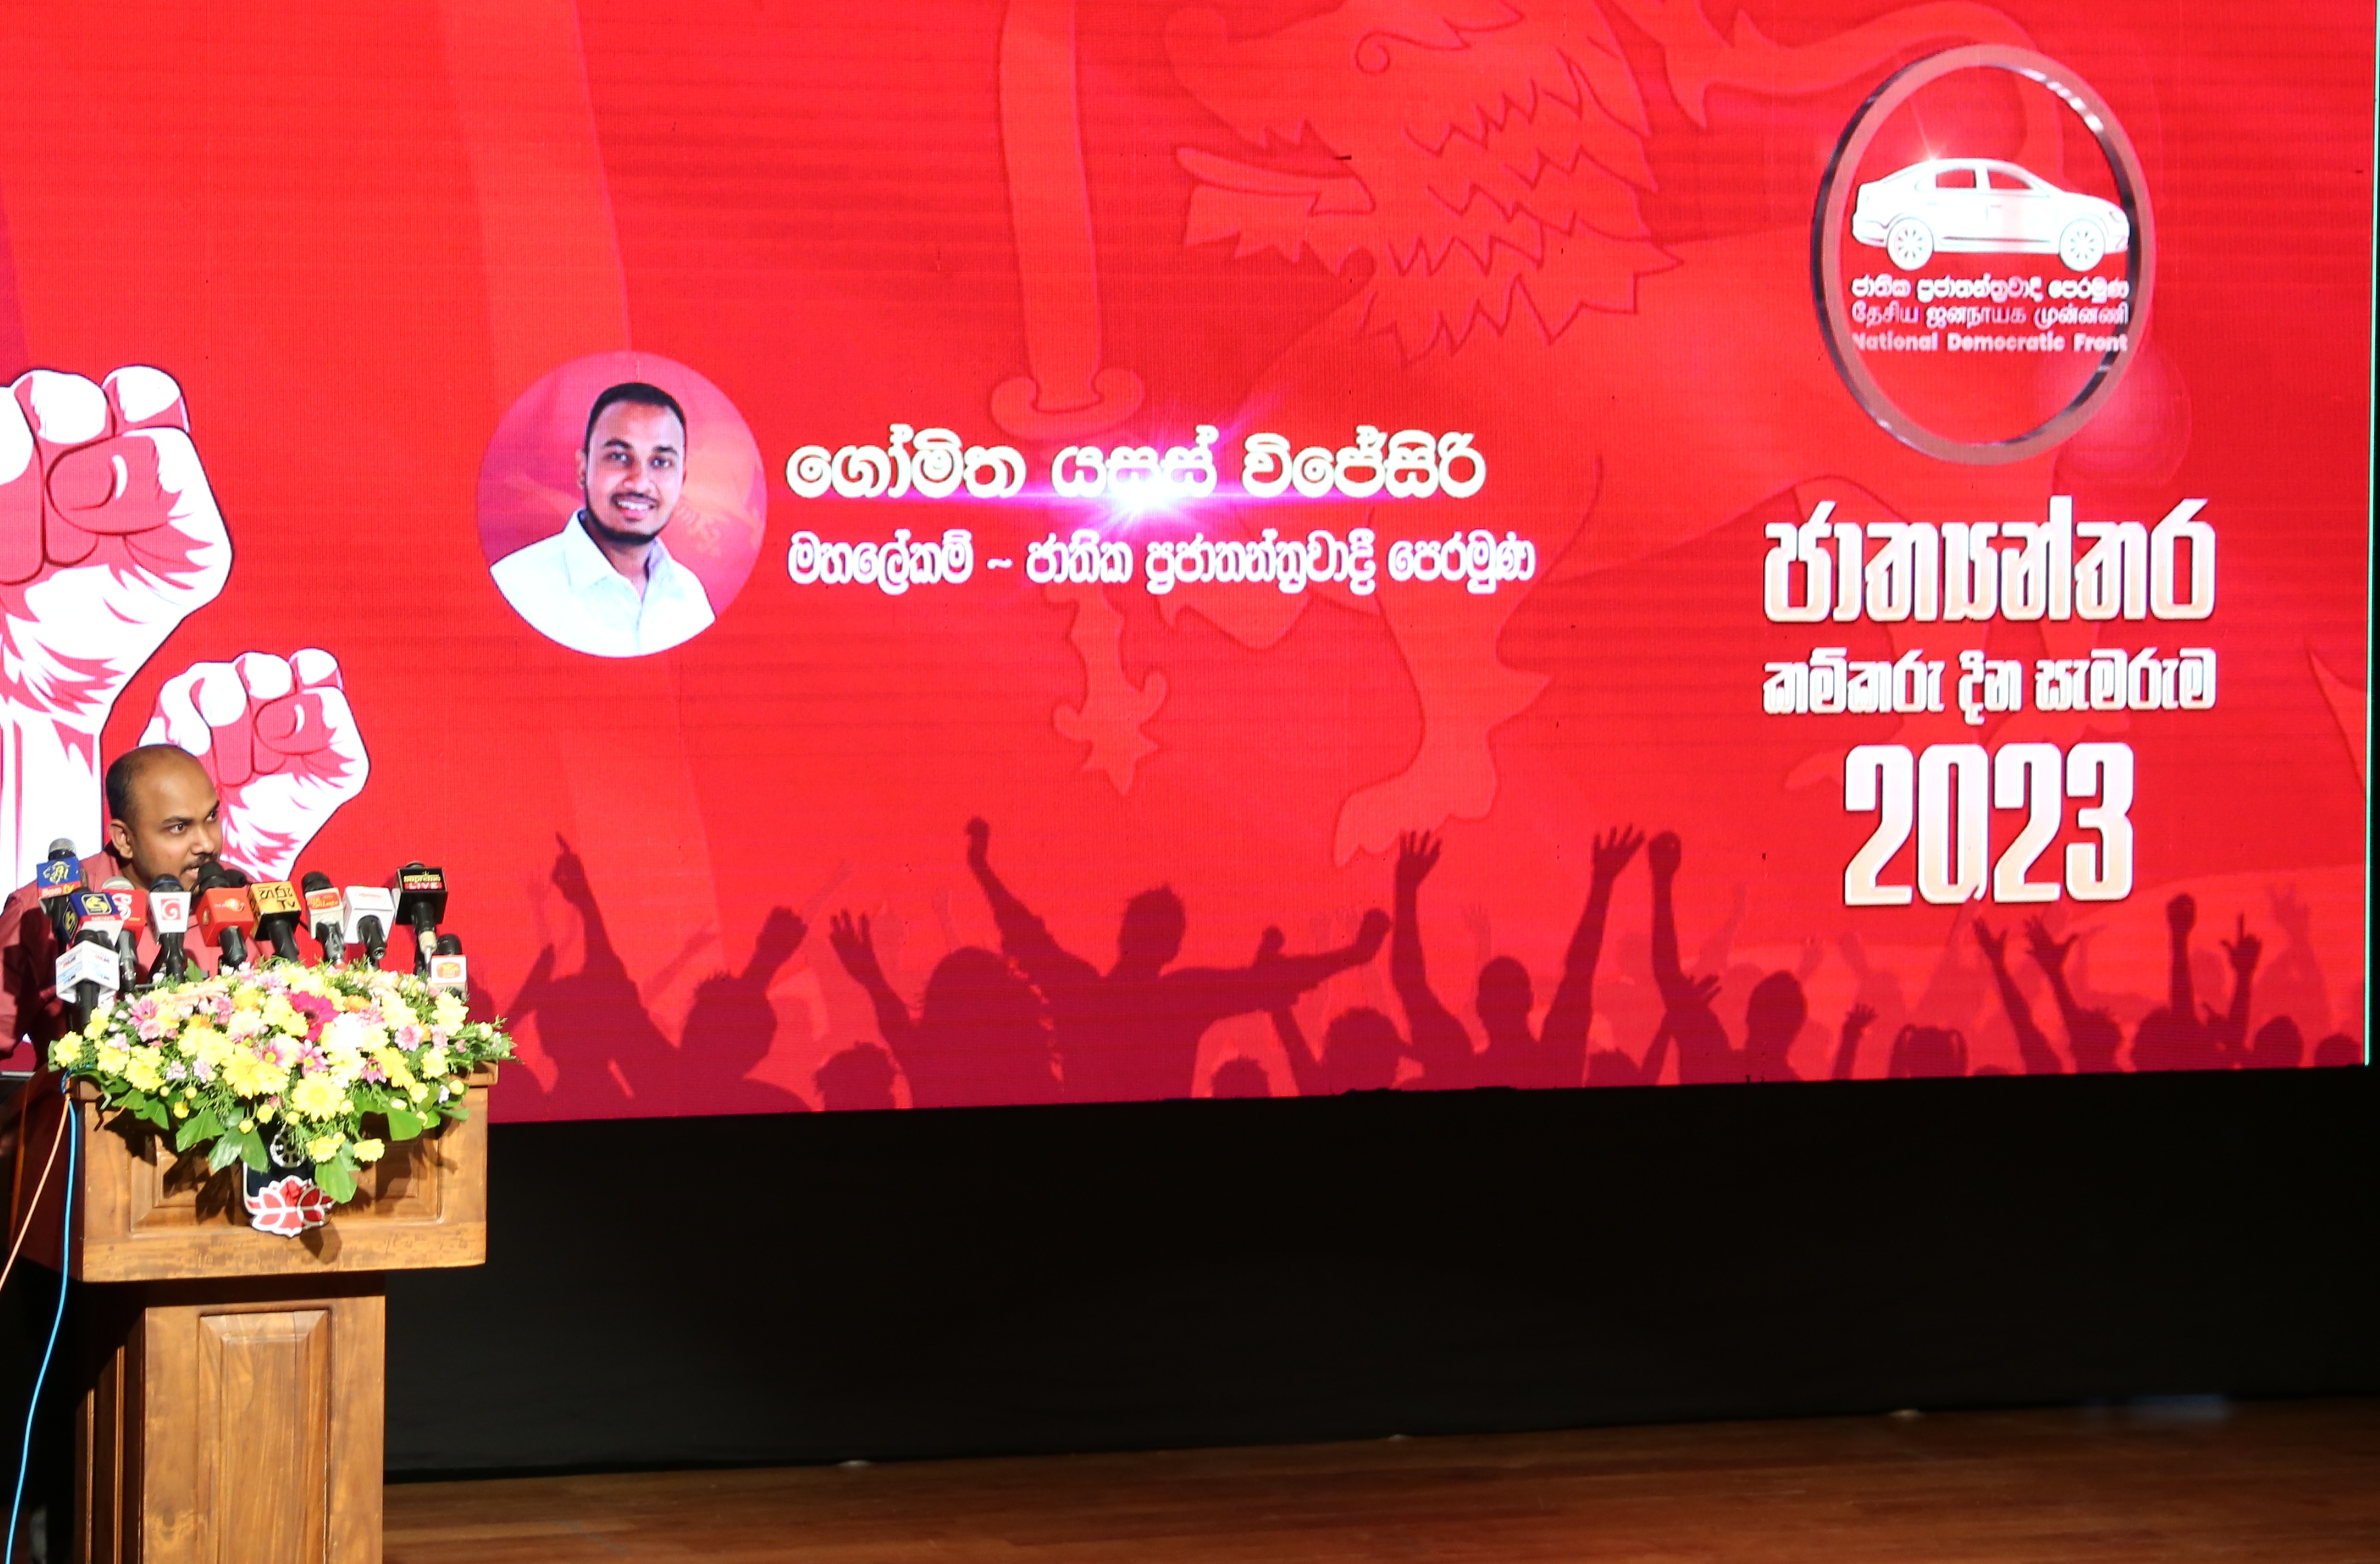 ජාතික ප්‍රජාතන්ත්‍රවාදී පෙරමුණ
தேசிய ஜனநாயக முன்னணி
National Democratic Front
ගෝමිත යසස් විජේසිරි
මහලේකම් - ජාතික ප්‍රජාතන්ත්‍රවාදී පෙරමුණ
ජාත්‍යන්තර
කම්කරු දින සැමරුම
2023
LIVE